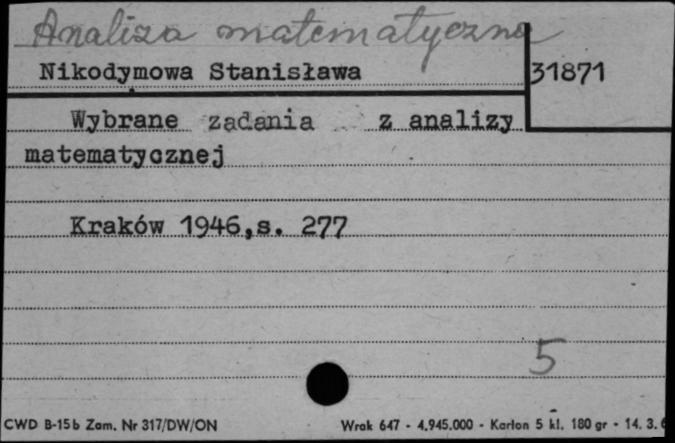 Analiza matematyczna
Nikodymowa Stanisława
31871
Wybrane zadania z analizy
matematycznej
Kraków 1946,s. 277
5
CWD B-15b Zam. Nr 317/DW/ON Wrak 647 - 4.945.000 - Karton 5 kl. 180 gr - 14. 3.